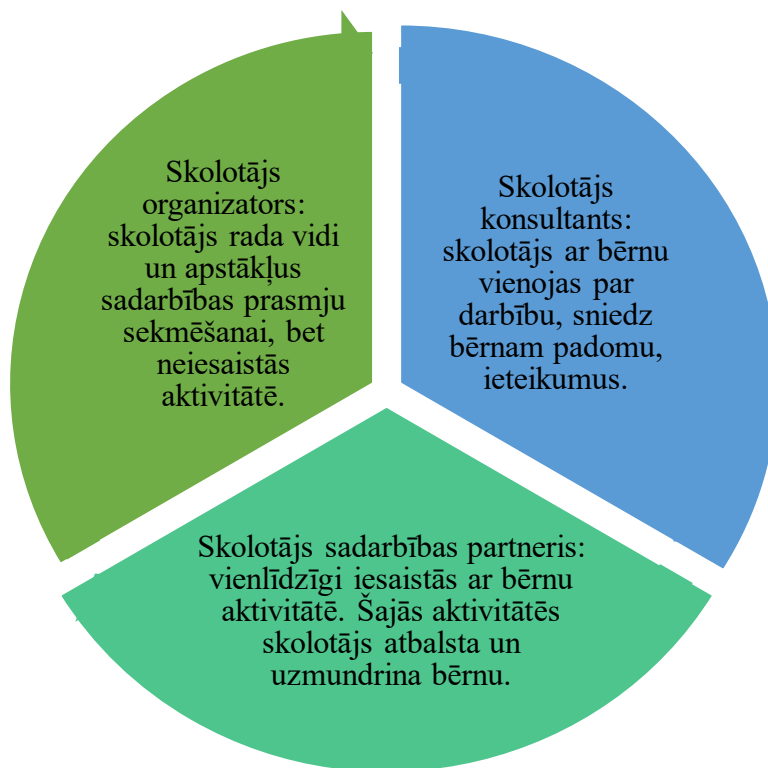 Skolotājs
organizators:
skolotājs rada vidi
un apstākļus
sadarbības prasmju
sekmēšanai, bet
neiesaistās
aktivitātē.
Skolotājs
konsultants:
skolotājs ar bērnu
vienojas par
darbību, sniedz
bērnam padomu,
ieteikumus.
Skolotājs sadarbības partneris:
vienlīdzīgi iesaistās ar bērnu
aktivitātē. Šajās aktivitātēs
skolotājs atbalsta un
uzmundrina bērnu.